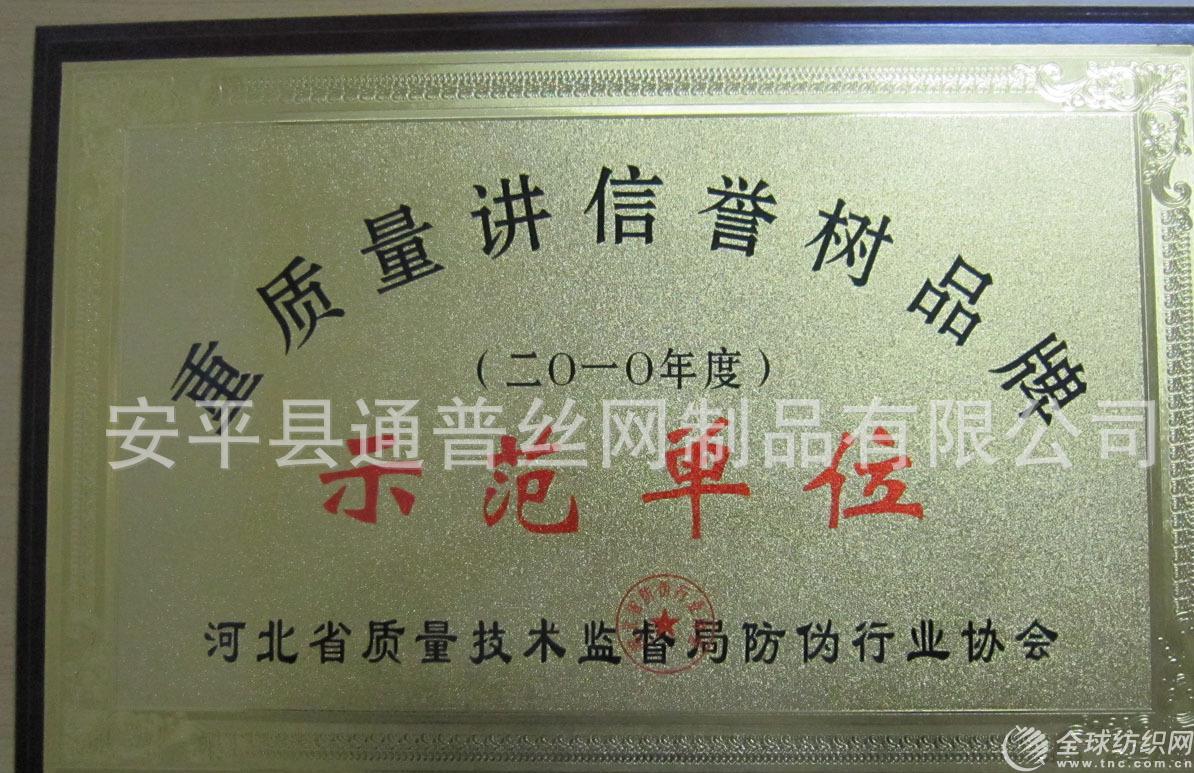 重质量讲信誉树品牌
(二〇一〇年度)
安平县通普丝网制品有限公司
示范单位
河北省质量技术监督局防伪行业协会
全球纺织网
www.tnc.com.cn